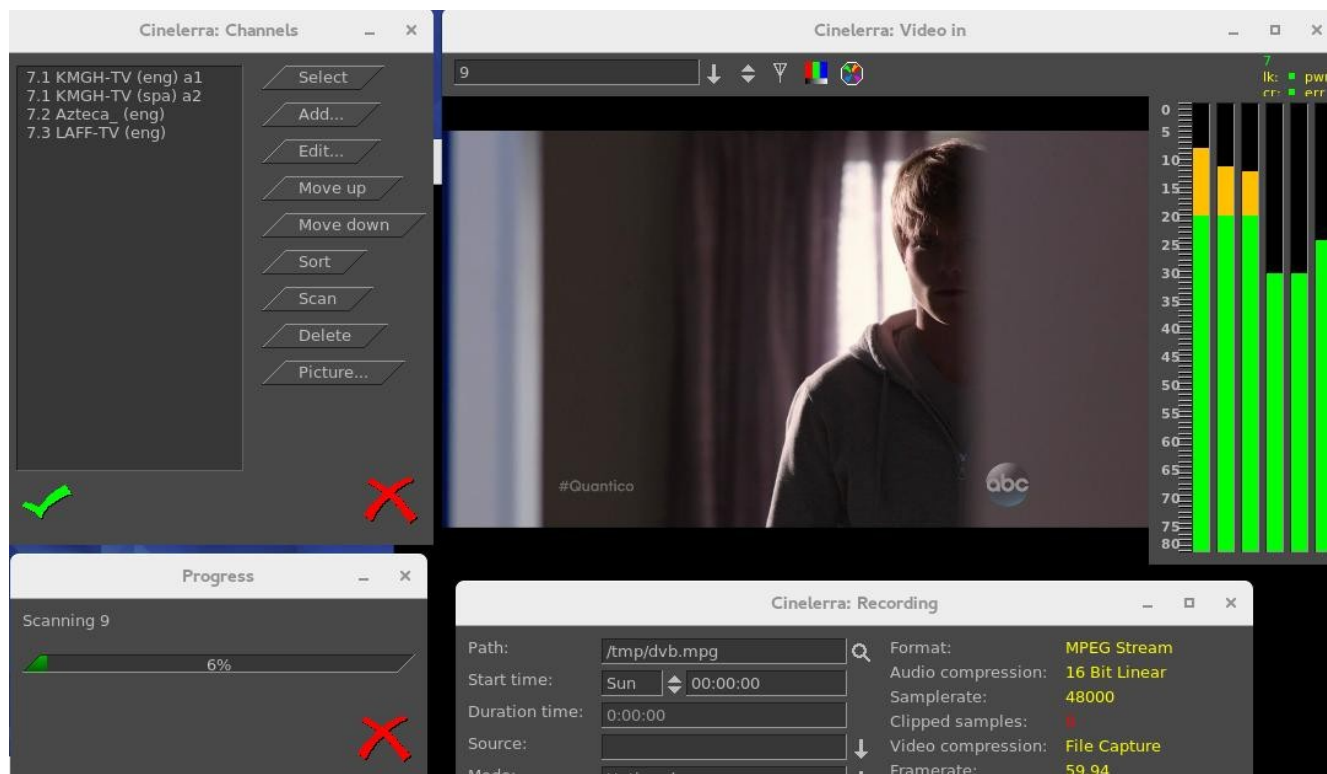 Cinelerra: Channels
7.1 KMGH-TV (eng) a1
7.1 KMGH-TV (spa) a2
7.2 Azteca_ (eng)
7.3 LAFF-TV (eng)
Select
Add...
Edit...
Move up
Move down
Sort
Scan
Delete
Picture...
Cinelerra: Video in
9
7
lk: pwr
cr: err
0
5
10
15
20
25
30
35
40
45
50
55
60
65
70
75
80
#Quantico
abc
Progress
Scanning 9
6%
Cinelerra: Recording
Path: /tmp/dvb.mpg
Start time: Sun 00:00:00
Duration time: 0:00:00
Source:
Format: MPEG Stream
Audio compression: 16 Bit Linear
Samplerate: 48000
Clipped samples:
Video compression: File Capture
Framerate: 59.94